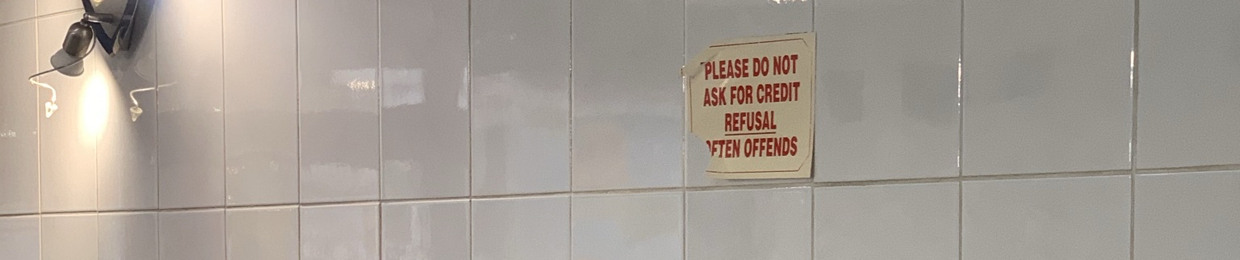 PLEASE DO NOT
ASK FOR CREDIT
REFUSAL
OFTEN OFFENDS